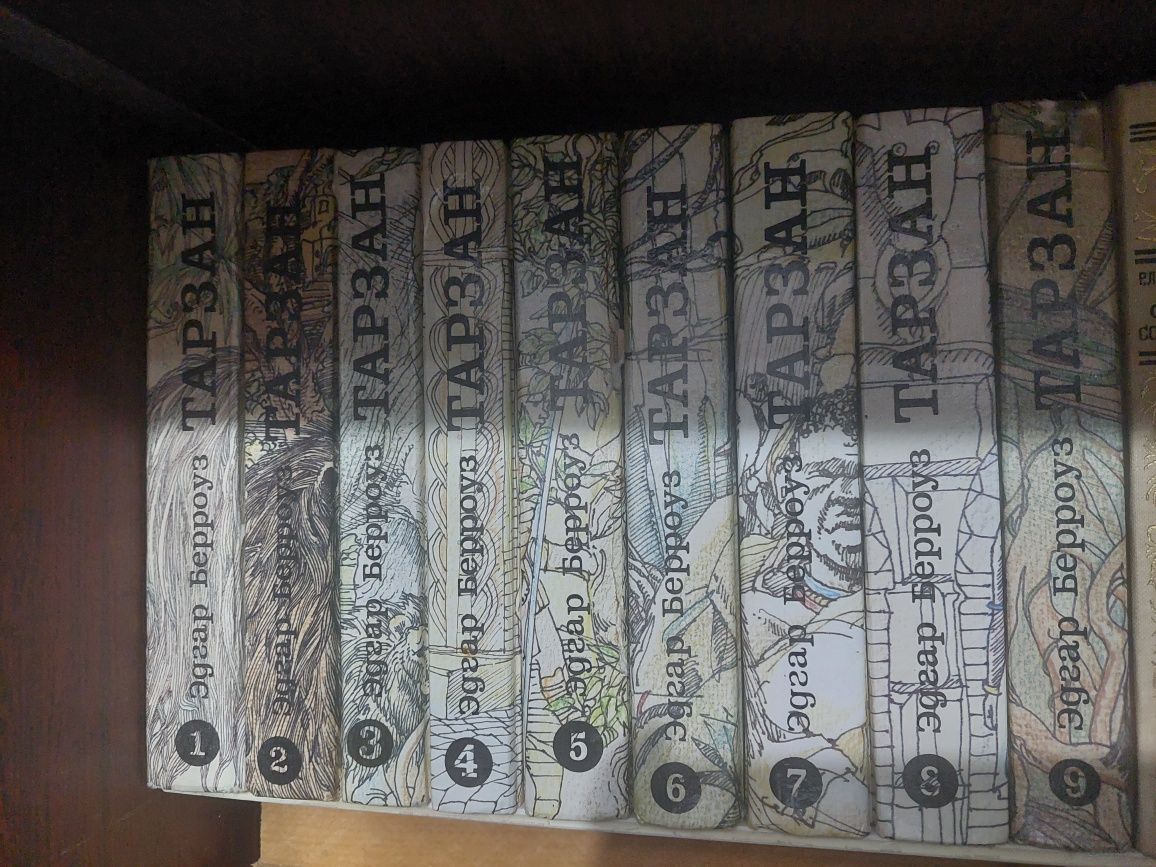 1 Эдгар Берроуз ТАРЗАН
2 Эдгар Берроуз ТАРЗАН
3 Эдгар Берроуз ТАРЗАН
4 Эдгар Берроуз ТАРЗАН
5 Эдгар Берроуз ТАРЗАН
6 Эдгар Берроуз ТАРЗАН
7 Эдгар Берроуз ТАРЗАН
8 Эдгар Берроуз ТАРЗАН
9 Эдгар Берроуз ТАРЗАН